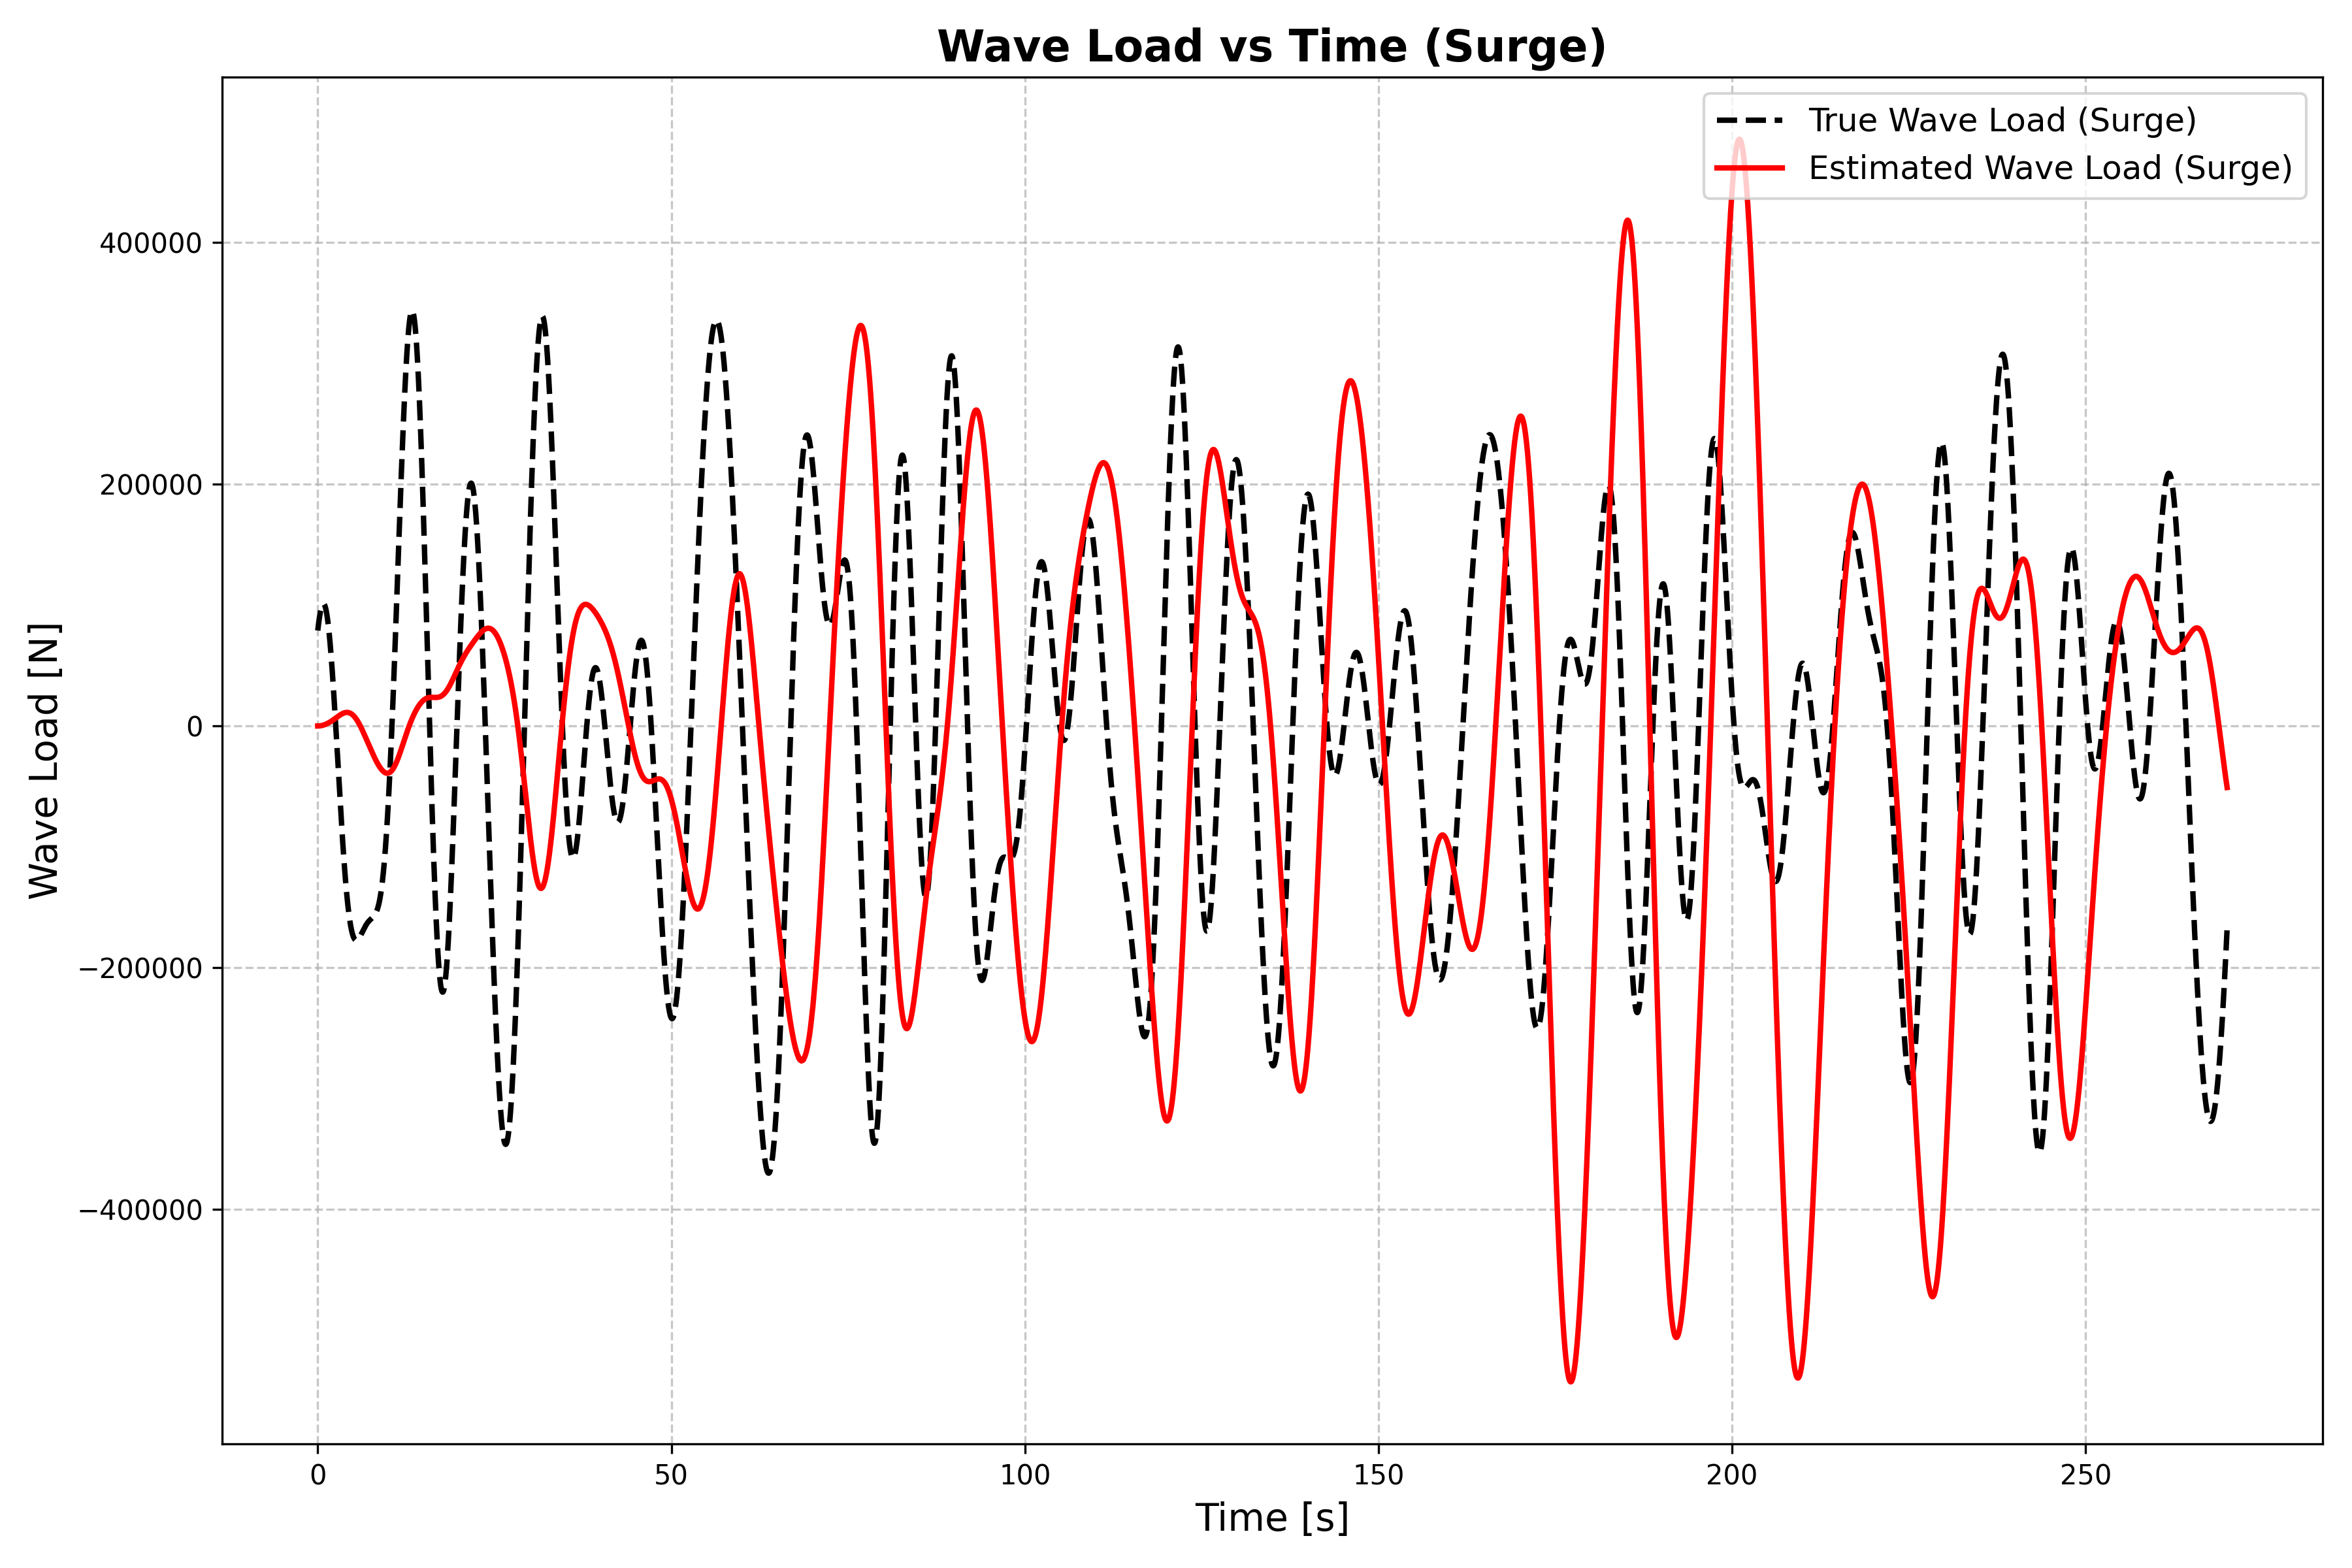 Wave Load vs Time (Surge)
True Wave Load (Surge)
Estimated Wave Load (Surge)
Wave Load [N]
400000
200000
0
−200000
−400000
0 50 100 150 200 250
Time [s]